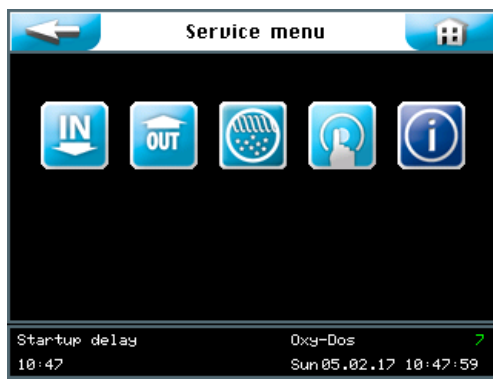 Service menu
IN OUT
Startup delay Oxy-Dos 7
10:47 Sun 05.02.17 10:47:59